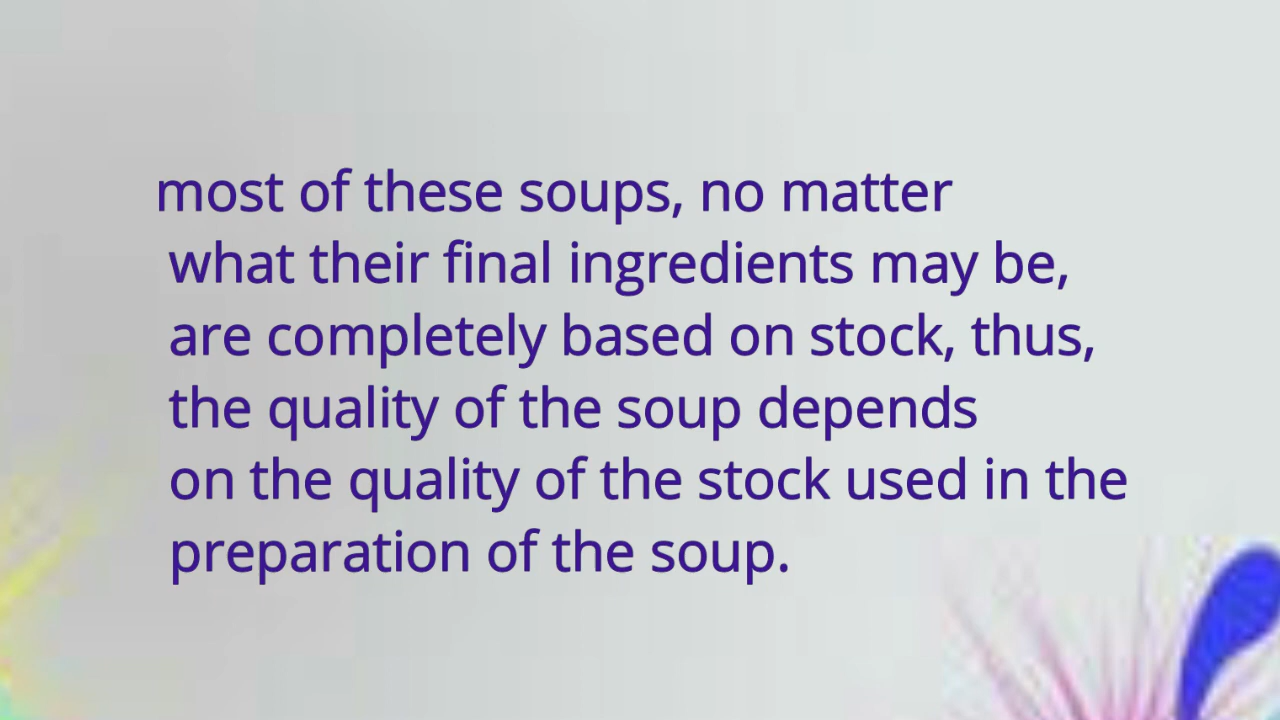 most of these soups, no matter
what their final ingredients may be,
are completely based on stock, thus,
the quality of the soup depends
on the quality of the stock used in the
preparation of the soup.